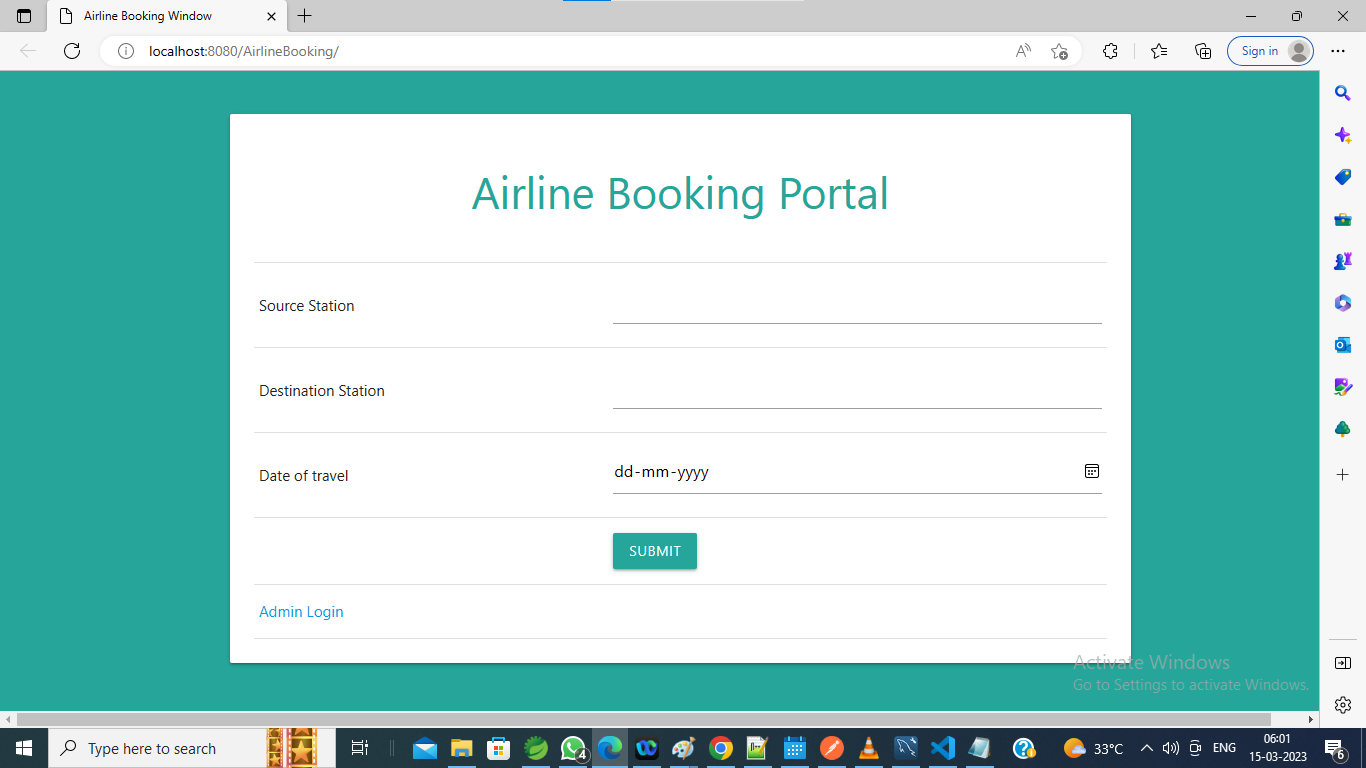 Airline Booking Window
localhost:8080/AirlineBooking/
Sign in
Airline Booking Portal
Source Station
Destination Station
Date of travel
dd-mm-yyyy
SUBMIT
Admin Login
Activate Windows
Go to Settings to activate Windows.
Type here to search
4
33°C
ENG
06:01
15-03-2023
6